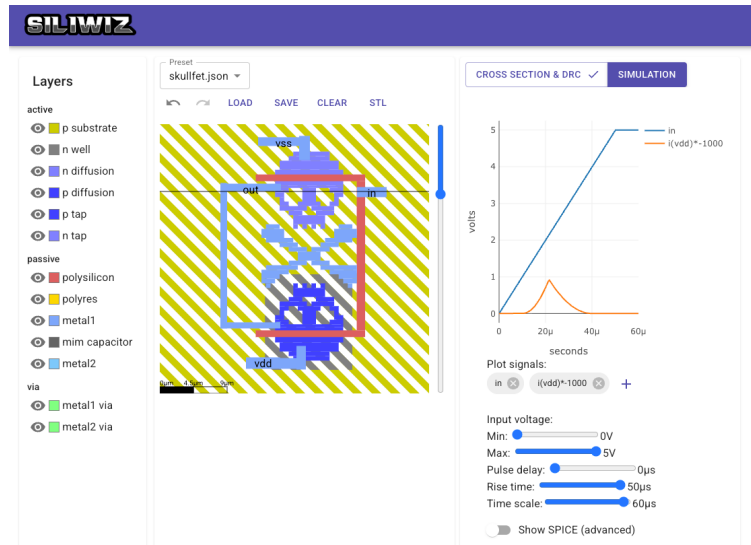 SILIWIZ
Layers
active
p substrate
n well
n diffusion
p diffusion
p tap
n tap
passive
polysilicon
polyres
metal1
mim capacitor
metal2
via
metal1 via
metal2 via
Preset
skullfet.json
LOAD SAVE CLEAR STL
vss
out
in
vdd
0µm 4.5µm 9µm
CROSS SECTION & DRC SIMULATION
in
i(vdd)*-1000
5
4
3
2
1
0
volts
0 20µ 40µ 60µ
seconds
Plot signals:
in i(vdd)*-1000 +
Input voltage:
Min: 0V
Max: 5V
Pulse delay: 0µs
Rise time: 50µs
Time scale: 60µs
Show SPICE (advanced)